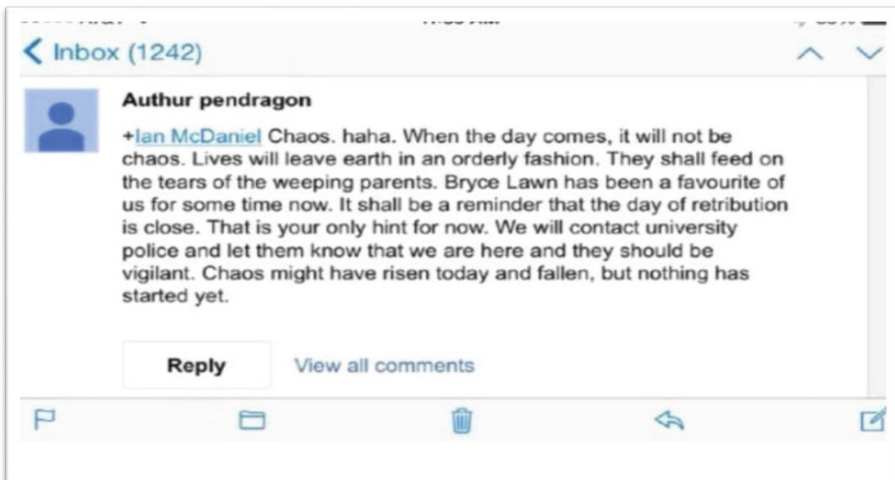 Inbox (1242)
Authur pendragon
+Ian McDaniel Chaos. haha. When the day comes, it will not be
chaos. Lives will leave earth in an orderly fashion. They shall feed on
the tears of the weeping parents. Bryce Lawn has been a favourite of
us for some time now. It shall be a reminder that the day of retribution
is close. That is your only hint for now. We will contact university
police and let them know that we are here and they should be
vigilant. Chaos might have risen today and fallen, but nothing has
started yet.
Reply View all comments